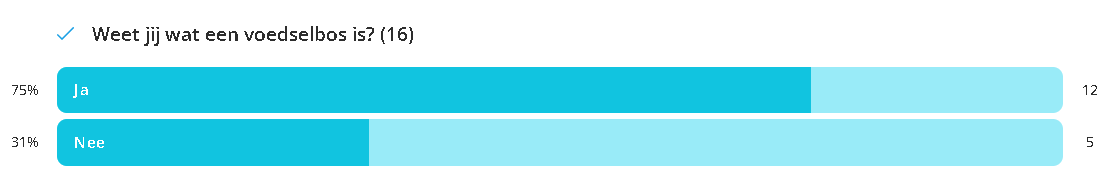 Weet jij wat een voedselbos is? (16)
75% Ja 12
31% Nee 5